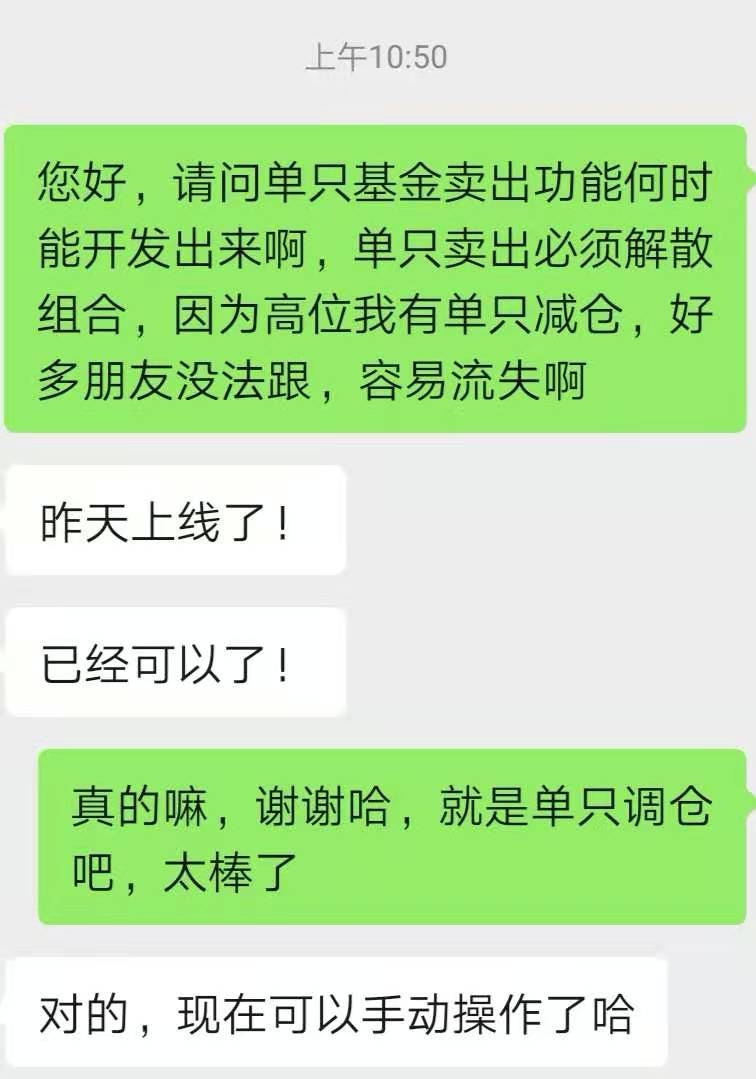 上午10:50
您好，请问单只基金卖出功能何时
能开发出来啊，单只卖出必须解散
组合，因为高位我有单只减仓，好
多朋友没法跟，容易流失啊
昨天上线了！
已经可以了！
真的嘛，谢谢哈，就是单只调仓
吧，太棒了
对的，现在可以手动操作了哈